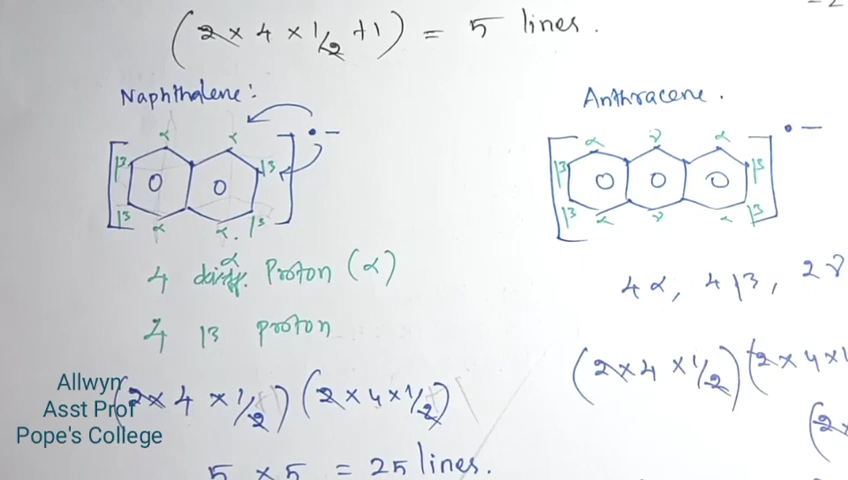 (2 × 4 × 1/2 + 1) = 5 lines.
Naphthalene:
α α
β β
[ O O ] • −
β β
α α
4 α Proton (α)
4 β proton
(2 × 4 × 1/2) (2 × 4 × 1/2)
5 × 5 = 25 lines.
Anthracene.
α γ α
β β
[ O O O ] • −
β β
α γ α
4α, 4β, 2γ
(2 × 4 × 1/2) (2 × 4 × 1
(2 ×
Allwyn
Asst Prof
Pope's College